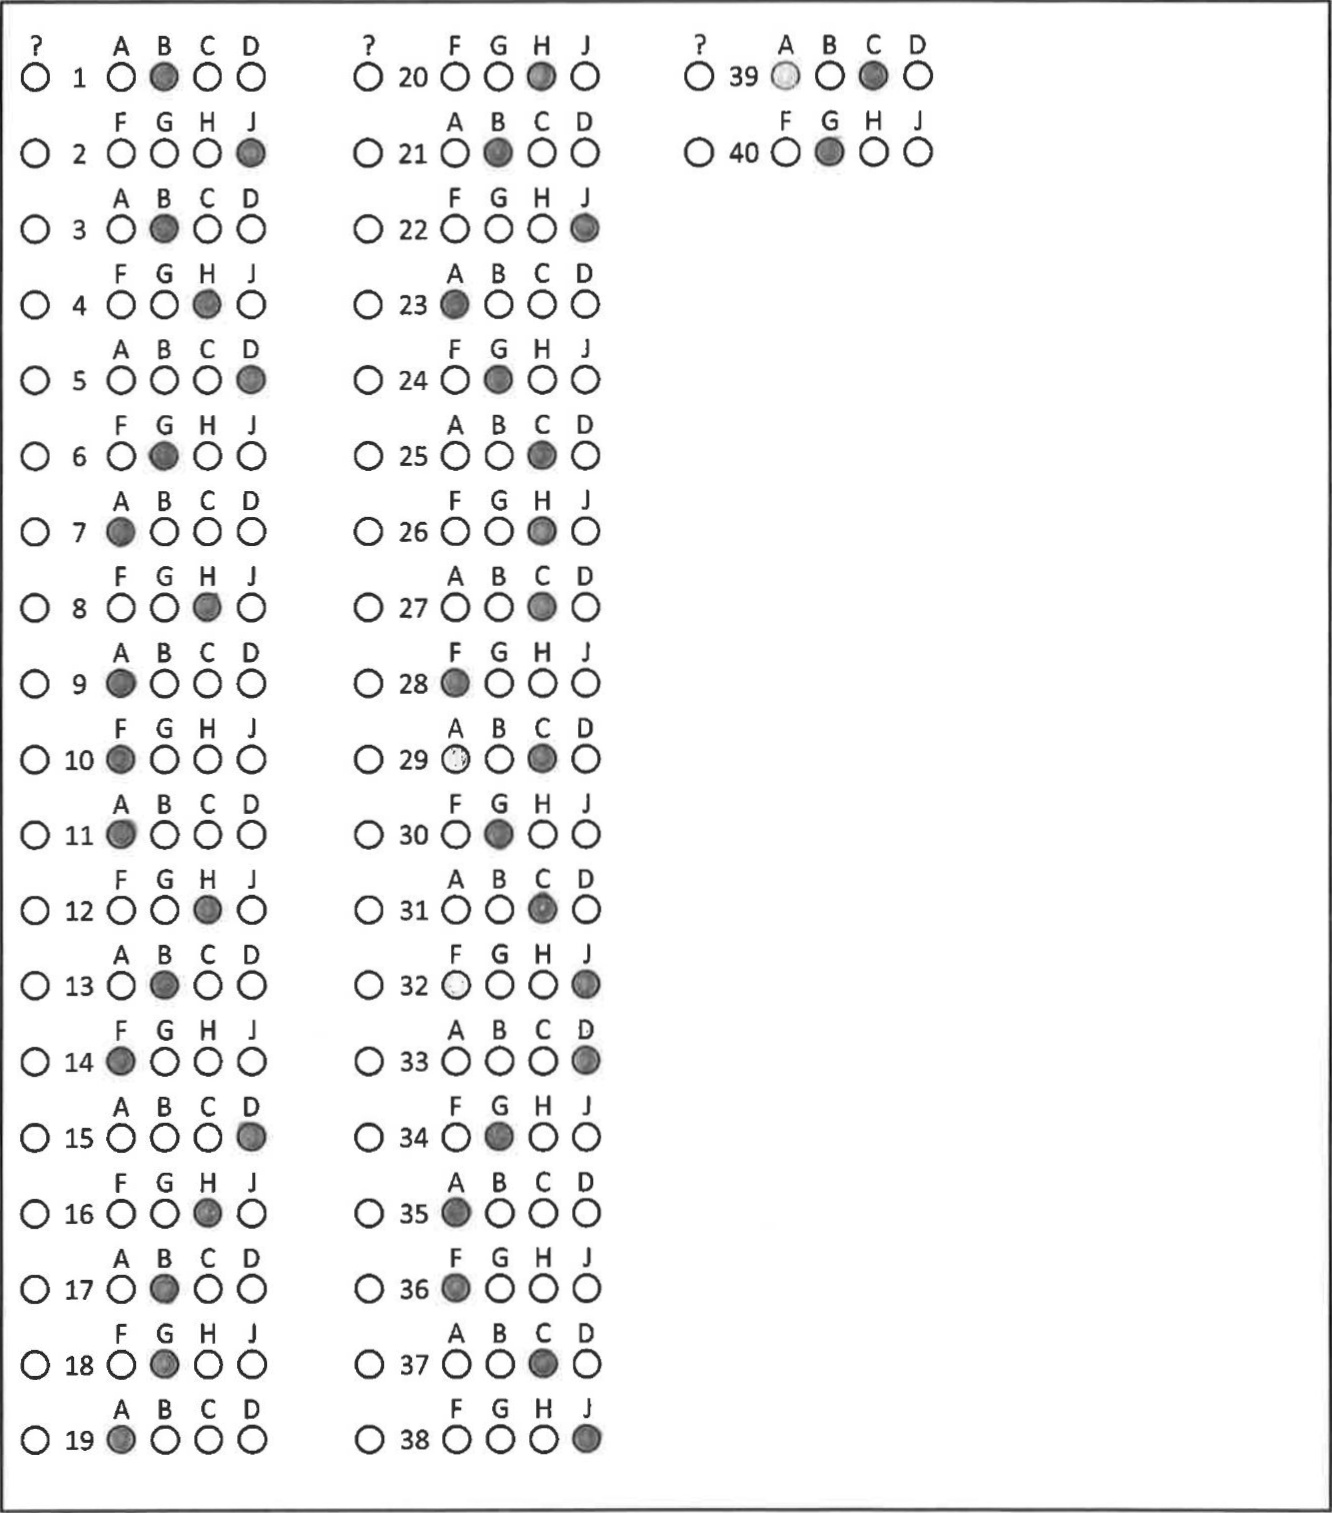 ? A B C D
1
F G H J
2
A B C D
3
F G H J
4
A B C D
5
F G H J
6
A B C D
7
F G H J
8
A B C D
9
F G H J
10
A B C D
11
F G H J
12
A B C D
13
F G H J
14
A B C D
15
F G H J
16
A B C D
17
F G H J
18
A B C D
19
? F G H J
20
A B C D
21
F G H J
22
A B C D
23
F G H J
24
A B C D
25
F G H J
26
A B C D
27
F G H J
28
A B C D
29
F G H J
30
A B C D
31
F G H J
32
A B C D
33
F G H J
34
A B C D
35
F G H J
36
A B C D
37
F G H J
38
? A B C D
39
F G H J
40